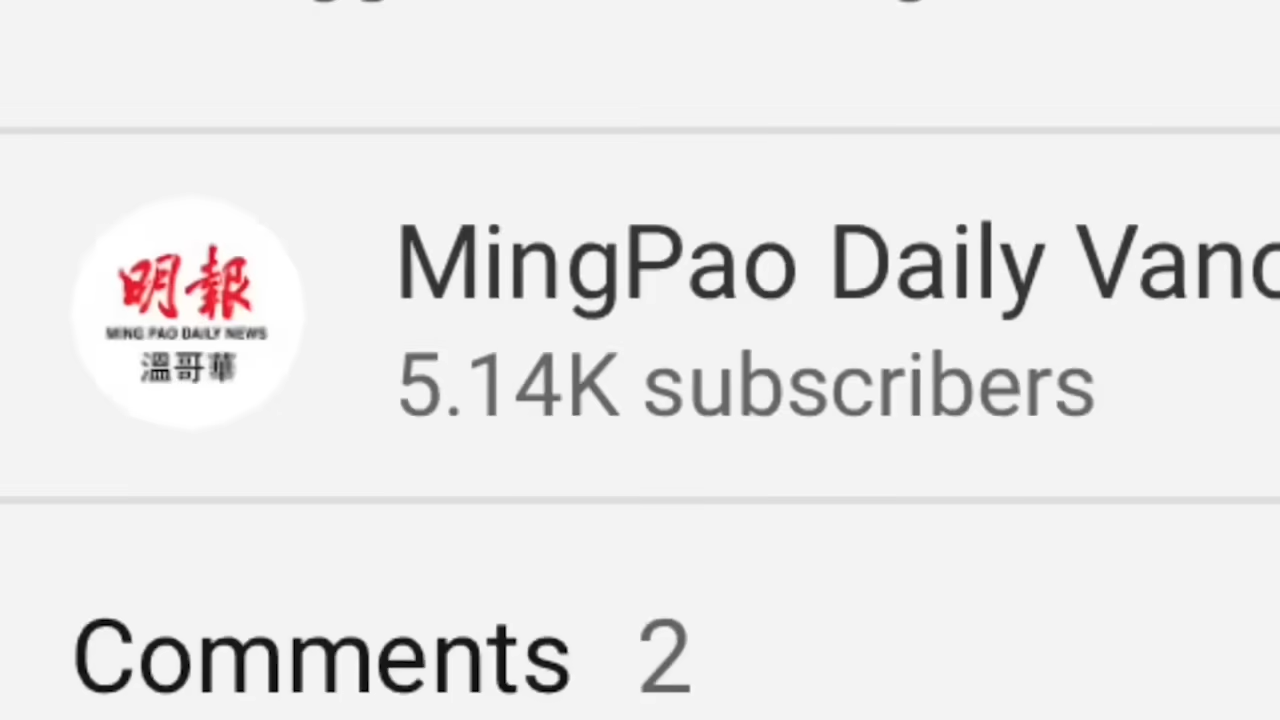 明報
MING PAO DAILY NEWS
溫哥華
MingPao Daily Vanc
5.14K subscribers
Comments 2